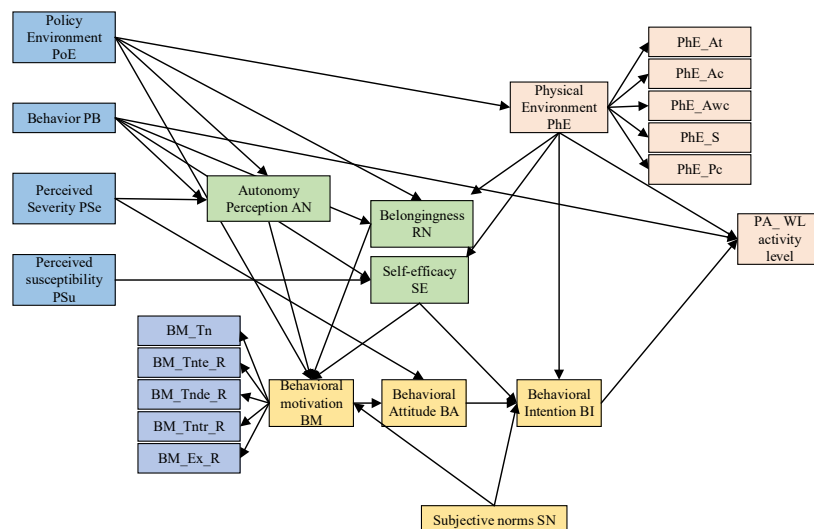 Policy
Environment
PoE
Behavior PB
Perceived
Severity PSe
Perceived
susceptibility
PSu
Autonomy
Perception AN
Belongingness
RN
Self-efficacy
SE
Physical
Environment
PhE
PhE_At
PhE_Ac
PhE_Awc
PhE_S
PhE_Pc
PA_ WL
activity
level
BM_Tn
BM_Tnte_R
BM_Tnde_R
BM_Tntr_R
BM_Ex_R
Behavioral
motivation
BM
Behavioral
Attitude BA
Behavioral
Intention BI
Subjective norms SN